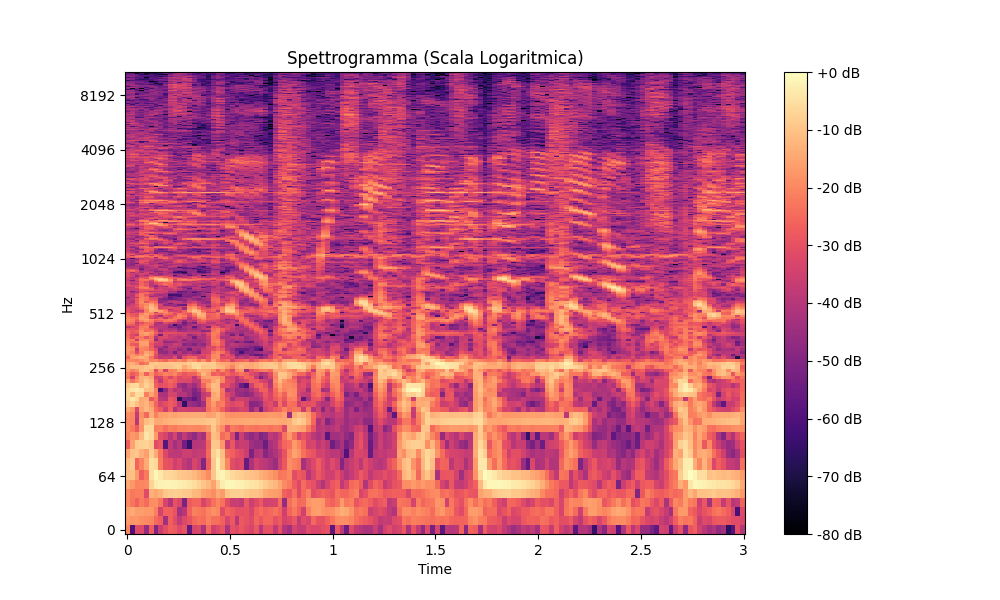 Spettrogramma (Scala Logaritmica)
Hz
8192
4096
2048
1024
512
256
128
64
0
0
0.5
1
1.5
2
2.5
3
Time
+0 dB
-10 dB
-20 dB
-30 dB
-40 dB
-50 dB
-60 dB
-70 dB
-80 dB